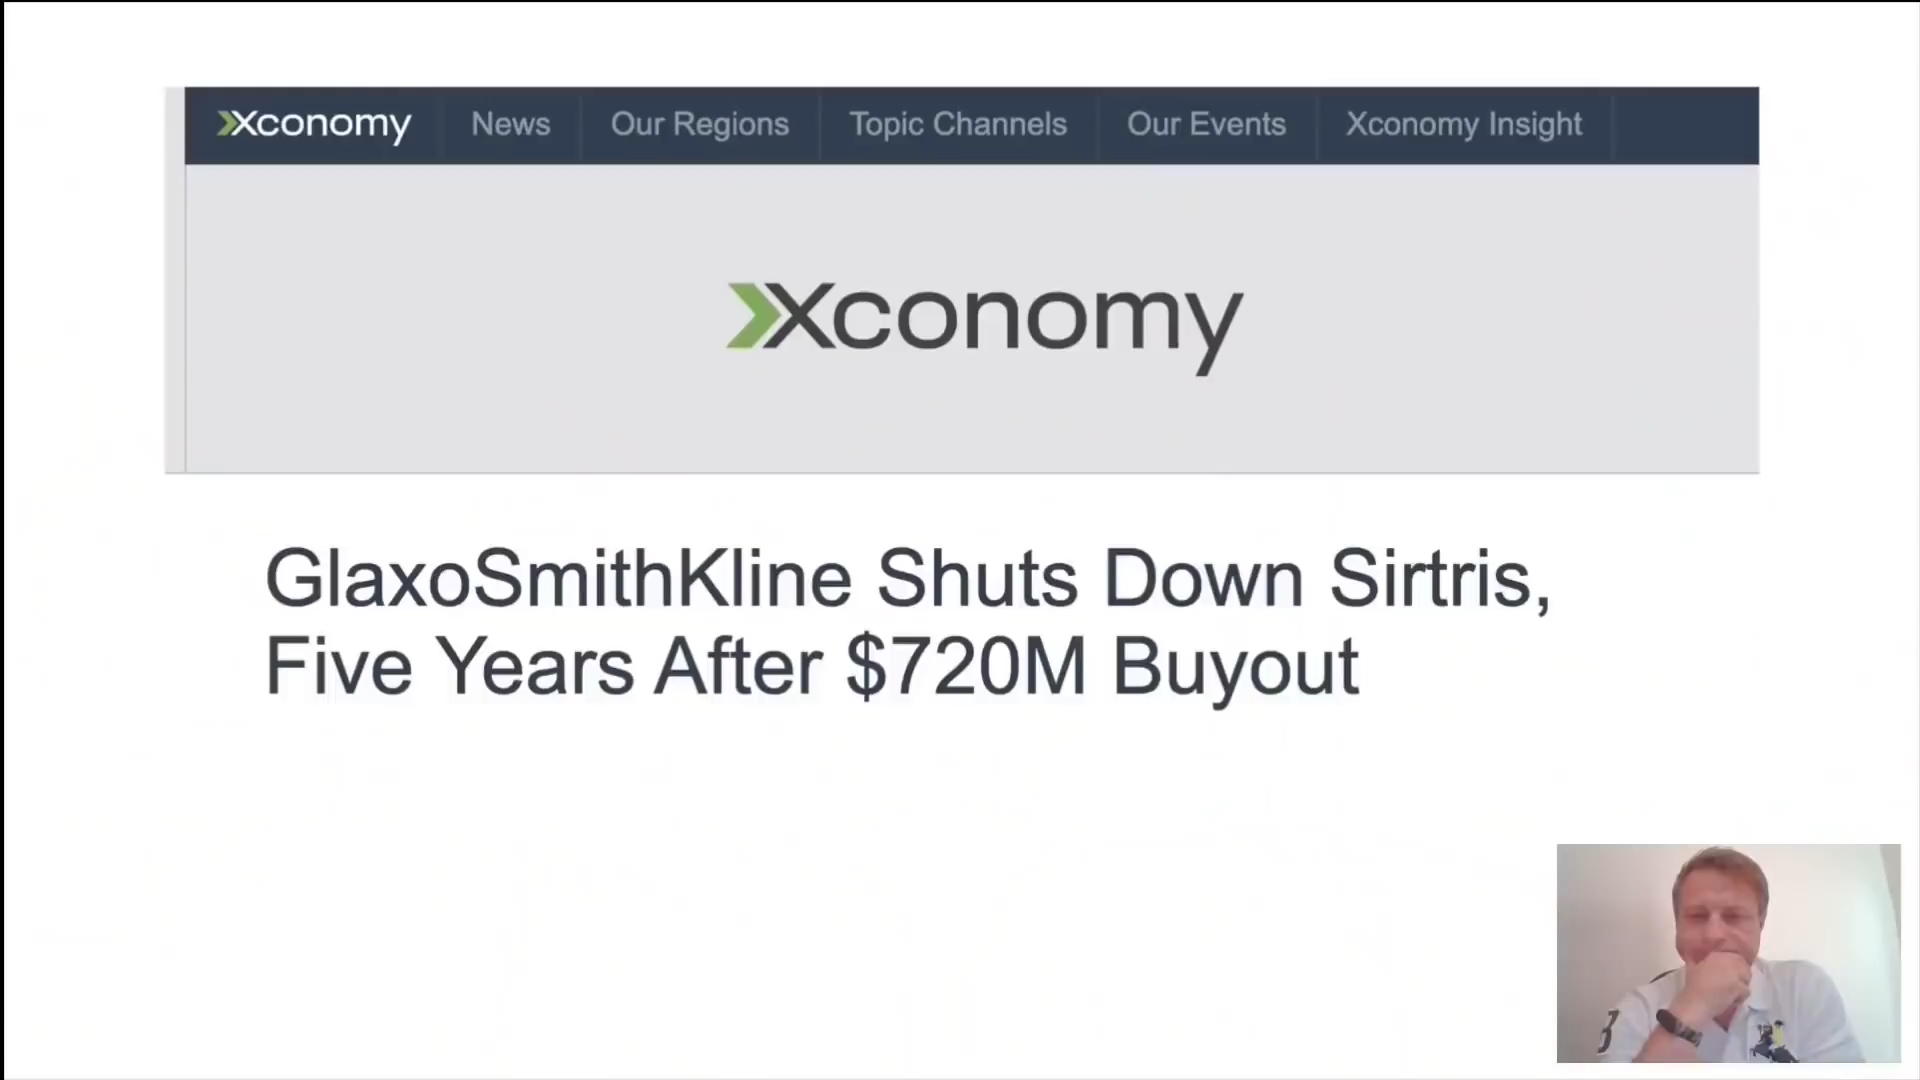 Xconomy News Our Regions Topic Channels Our Events Xconomy Insight
Xconomy
GlaxoSmithKline Shuts Down Sirtris,
Five Years After $720M Buyout
3